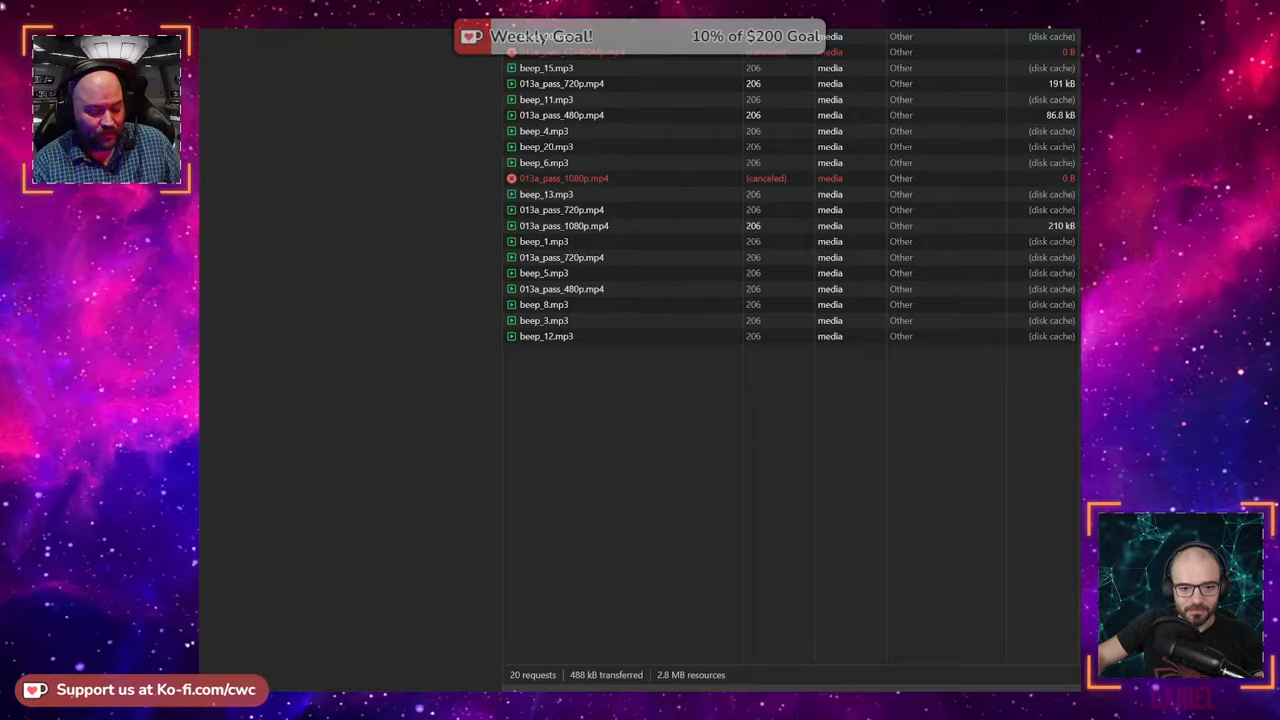 Weekly Goal! 10% of $200 Goal
media Other (disk cache)
(canceled) media Other 0 B
beep_15.mp3 206 media Other (disk cache)
013a_pass_720p.mp4 206 media Other 191 kB
beep_11.mp3 206 media Other (disk cache)
013a_pass_480p.mp4 206 media Other 86.8 kB
beep_4.mp3 206 media Other (disk cache)
beep_20.mp3 206 media Other (disk cache)
beep_6.mp3 206 media Other (disk cache)
013a_pass_1080p.mp4 (canceled) media Other 0 B
beep_13.mp3 206 media Other (disk cache)
013a_pass_720p.mp4 206 media Other (disk cache)
013a_pass_1080p.mp4 206 media Other 210 kB
beep_1.mp3 206 media Other (disk cache)
013a_pass_720p.mp4 206 media Other (disk cache)
beep_5.mp3 206 media Other (disk cache)
013a_pass_480p.mp4 206 media Other (disk cache)
beep_8.mp3 206 media Other (disk cache)
beep_3.mp3 206 media Other (disk cache)
beep_12.mp3 206 media Other (disk cache)
20 requests 488 kB transferred 2.8 MB resources
Support us at Ko-fi.com/cwc
DANIEL